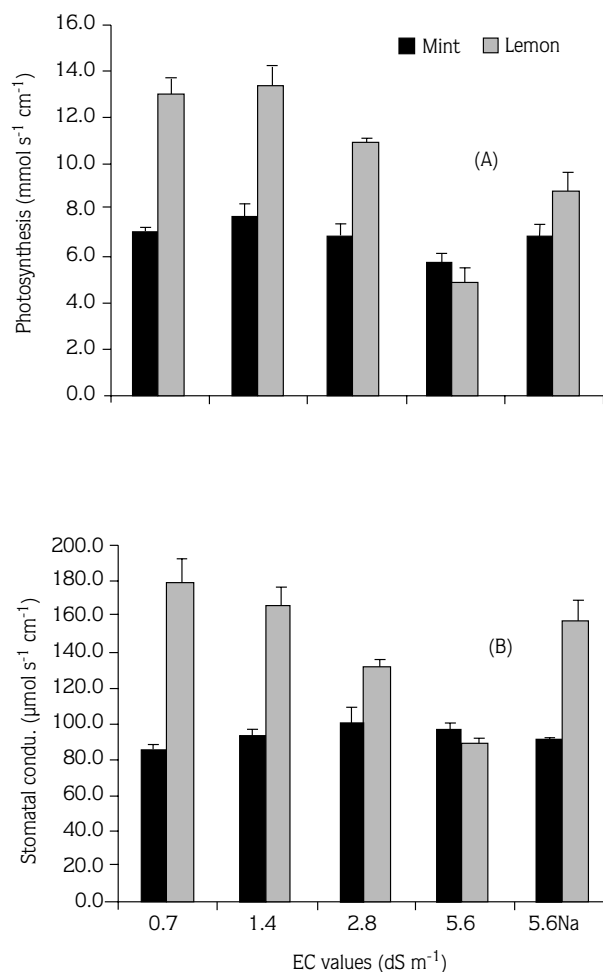 16.0
14.0
12.0
10.0
8.0
6.0
4.0
2.0
0.0
Photosynthesis (mmol s⁻¹ cm⁻¹)
Mint Lemon
(A)
200.0
180.0
160.0
140.0
120.0
100.0
80.0
60.0
40.0
20.0
0.0
Stomatal condu. (µmol s⁻¹ cm⁻¹)
(B)
0.7 1.4 2.8 5.6 5.6Na
EC values (dS m⁻¹)